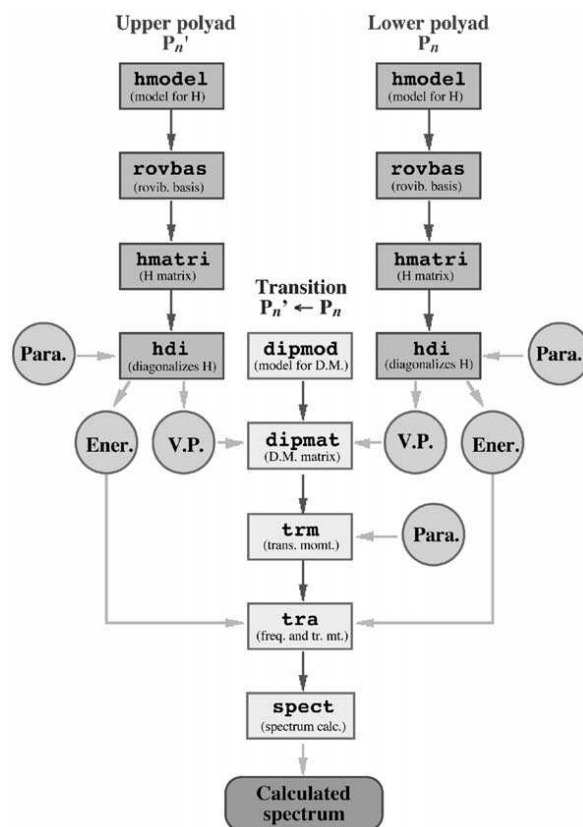 Upper polyad
Pn'
Lower polyad
Pn
hmodel
(model for H)
hmodel
(model for H)
rovbas
(rovib. basis)
rovbas
(rovib. basis)
hmatri
(H matrix)
hmatri
(H matrix)
Transition
Pn' ← Pn
Para.
hdi
(diagonalizes H)
dipmod
(model for D.M.)
hdi
(diagonalizes H)
Para.
Ener.
V.P.
dipmat
(D.M. matrix)
V.P.
Ener.
trm
(trans. momt.)
Para.
tra
(freq. and tr. mt.)
spect
(spectrum calc.)
Calculated
spectrum